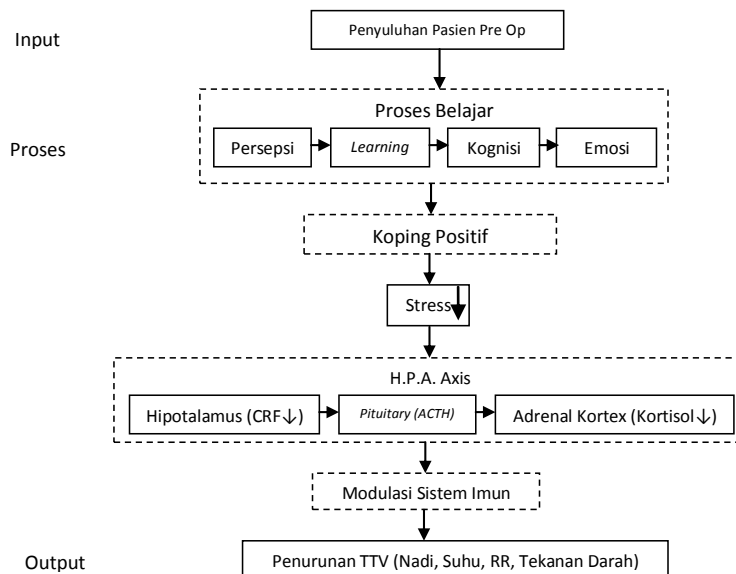 Input
Penyuluhan Pasien Pre Op
Proses Belajar
Proses
Persepsi
Learning
Kognisi
Emosi
Koping Positif
Stress
H.P.A. Axis
Hipotalamus (CRF↓)
Pituitary (ACTH)
Adrenal Kortex (Kortisol↓)
Modulasi Sistem Imun
Output
Penurunan TTV (Nadi, Suhu, RR, Tekanan Darah)